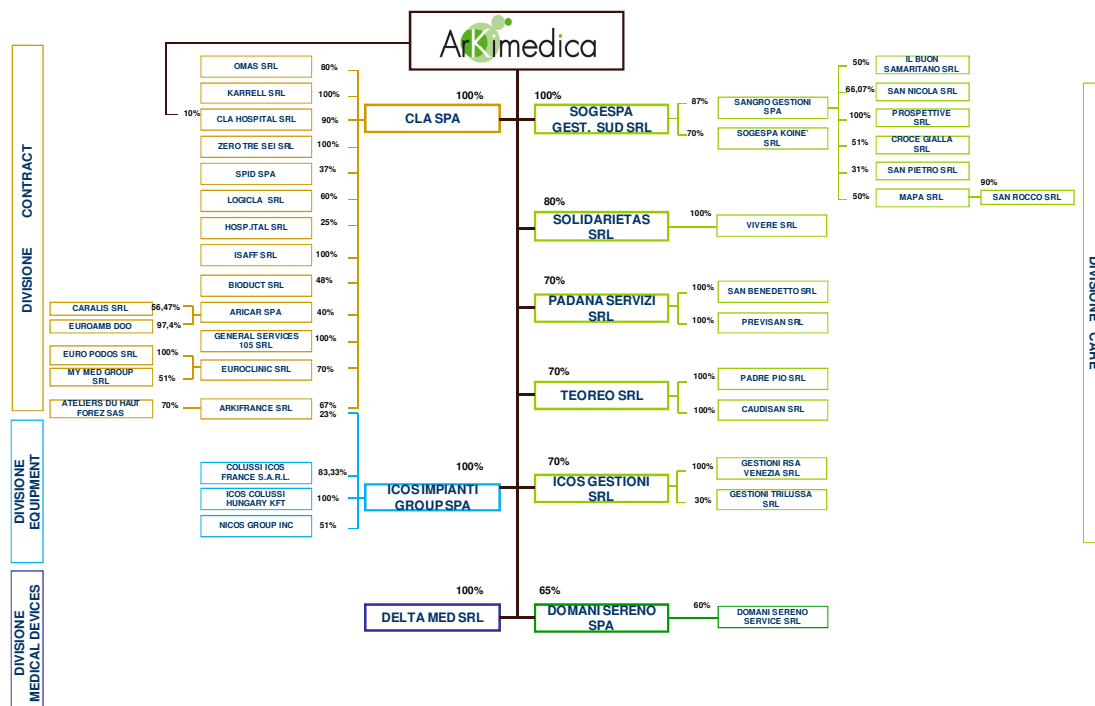 ArKimedica
DIVISIONE CONTRACT
DIVISIONE
EQUIPMENT
DIVISIONE
MEDICAL DEVICES
OMAS SRL
80%
KARRELL SRL
100%
10%
CLA HOSPITAL SRL
90%
ZERO TRE SEI SRL
100%
SPID SPA
37%
LOGICLA SRL
60%
HOSP.ITAL SRL
25%
ISAFF SRL
100%
BIODUCT SRL
48%
CARALIS SRL
56,47%
EUROAMB DOO
97,4%
ARICAR SPA
40%
GENERAL SERVICES
105 SRL
100%
EURO PODOS SRL
100%
MY MED GROUP
SRL
51%
EUROCLINIC SRL
70%
ATELIERS DU HAUT
FOREZ SAS
70%
ARKIFRANCE SRL
67%
23%
COLUSSI ICOS
FRANCE S.A.R.L.
83,33%
ICOS COLUSSI
HUNGARY KFT
100%
NICOS GROUP INC
51%
100%
CLA SPA
100%
ICOS IMPIANTI
GROUP SPA
100%
DELTA MED SRL
100%
SOGESPA
GEST. SUD SRL
87%
SANGRO GESTIONI
SPA
70%
SOGESPA KOINE'
SRL
50%
IL BUON
SAMARITANO SRL
66,07%
SAN NICOLA SRL
100%
PROSPETTIVE
SRL
51%
CROCE GIALLA
SRL
31%
SAN PIETRO SRL
50%
MAPA SRL
90%
SAN ROCCO SRL
80%
SOLIDARIETAS
SRL
100%
VIVERE SRL
70%
PADANA SERVIZI
SRL
100%
SAN BENEDETTO SRL
100%
PREVISAN SRL
70%
TEOREO SRL
100%
PADRE PIO SRL
100%
CAUDISAN SRL
70%
ICOS GESTIONI
SRL
100%
GESTIONI RSA
VENEZIA SRL
30%
GESTIONI TRILUSSA
SRL
65%
DOMANI SERENO
SPA
60%
DOMANI SERENO
SERVICE SRL
DIVISIONE CARE